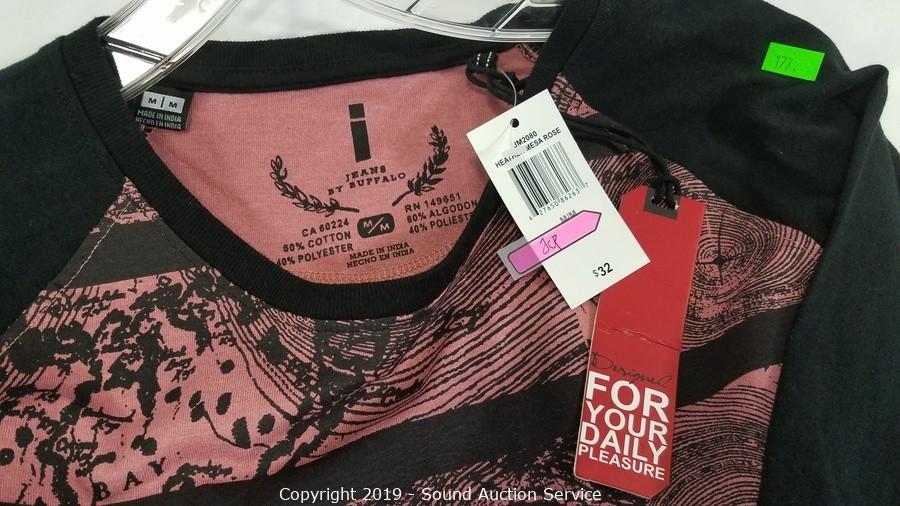 177.
M | M
MADE IN INDIA
HECHO EN INDIA
i
JEANS
BY BUFFALO
CA 60224
60% COTTON
40% POLYESTER
M/M
RN 149651
60% ALGODON
40% POLIESTER
MADE IN INDIA
HECHO EN INDIA
JM2080
MESA ROSE
M/M
JCP
$32
Designed
FOR
YOUR
DAILY
PLEASURE
BAY
Copyright 2019 - Sound Auction Service